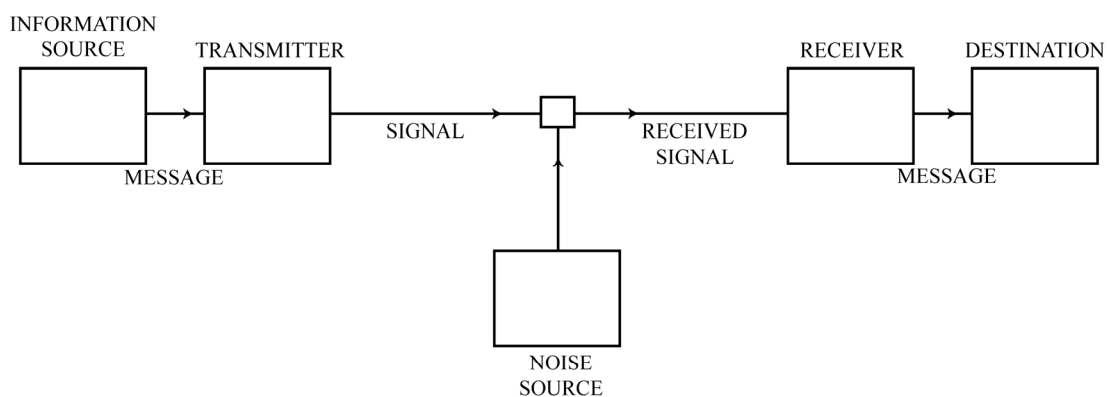 INFORMATION
SOURCE
TRANSMITTER
RECEIVER
DESTINATION
SIGNAL
RECEIVED
SIGNAL
MESSAGE
MESSAGE
NOISE
SOURCE